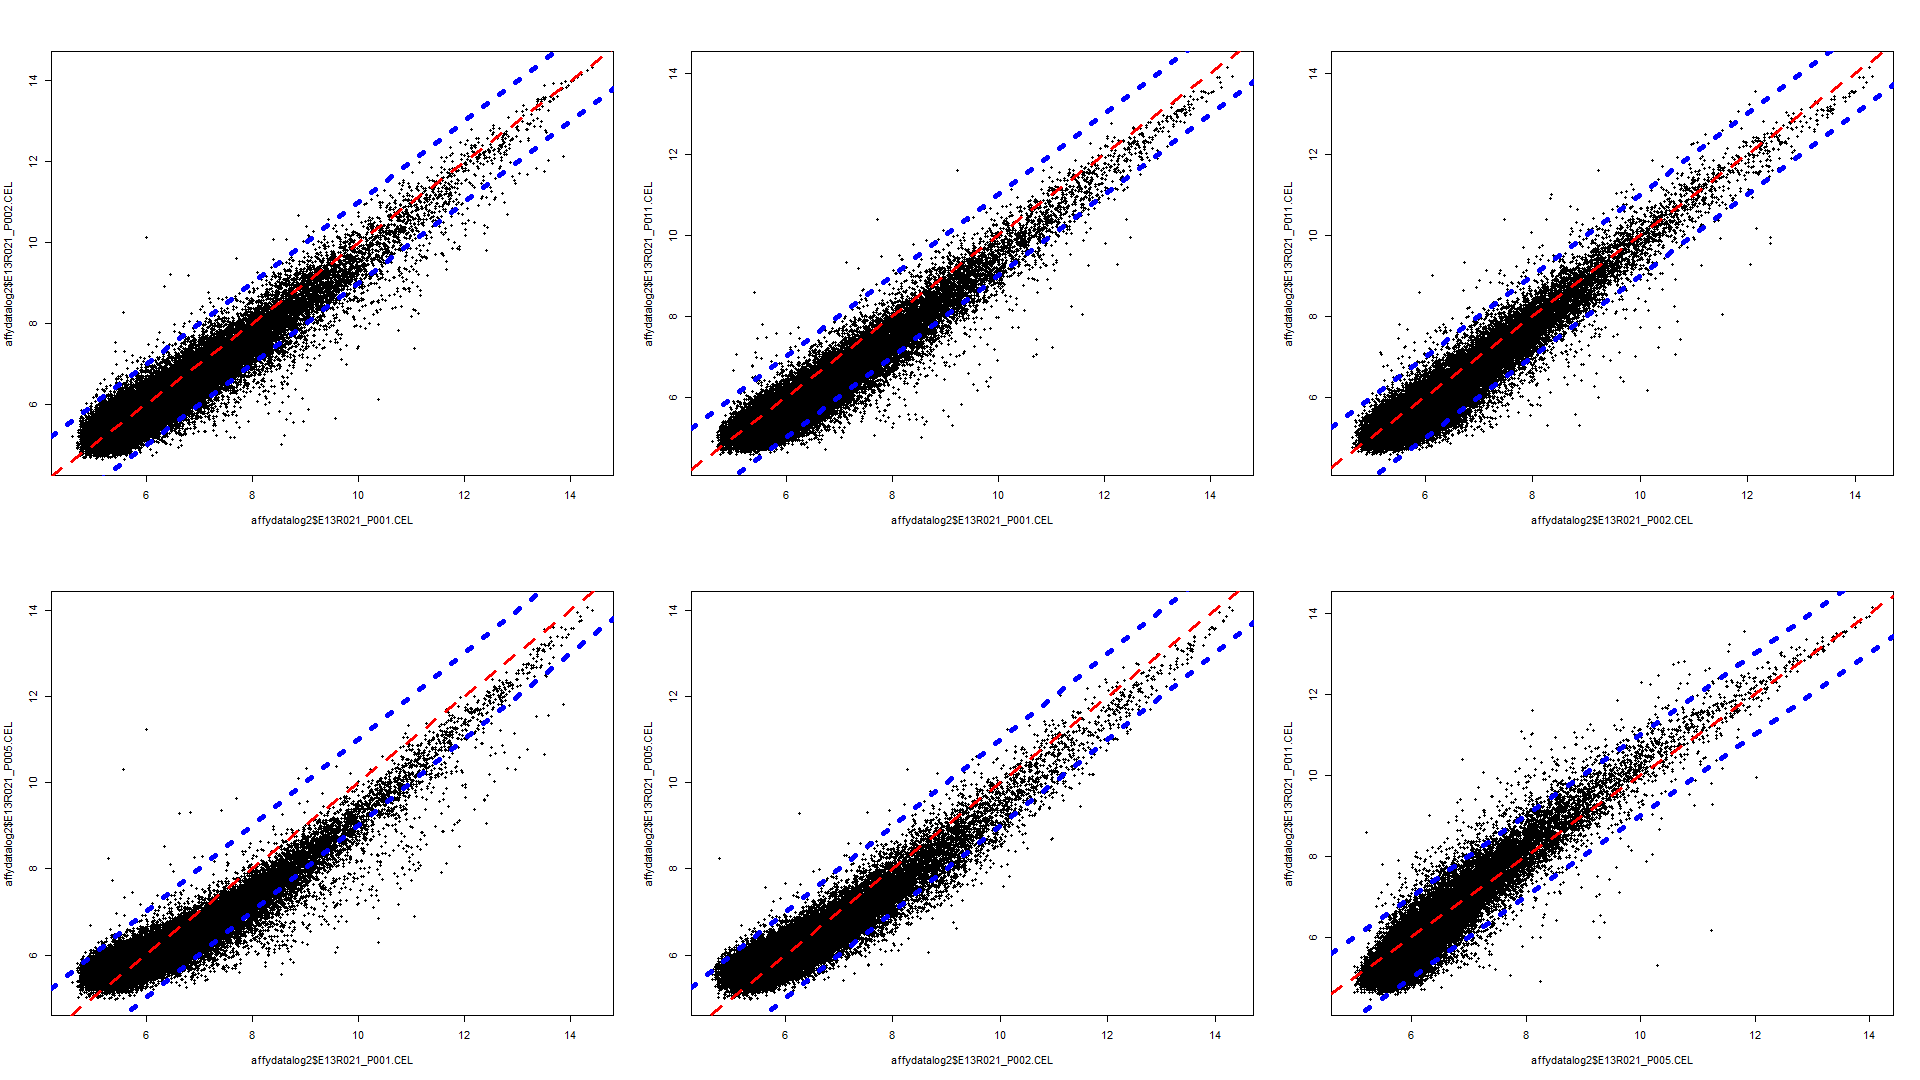 14
12
10
8
6
affydatalog2$E13R021_P002.CEL
6 8 10 12 14
affydatalog2$E13R021_P001.CEL
14
12
10
8
6
affydatalog2$E13R021_P011.CEL
6 8 10 12 14
affydatalog2$E13R021_P001.CEL
14
12
10
8
6
affydatalog2$E13R021_P011.CEL
6 8 10 12 14
affydatalog2$E13R021_P002.CEL
14
12
10
8
6
affydatalog2$E13R021_P005.CEL
6 8 10 12 14
affydatalog2$E13R021_P001.CEL
14
12
10
8
6
affydatalog2$E13R021_P005.CEL
6 8 10 12 14
affydatalog2$E13R021_P002.CEL
14
12
10
8
6
affydatalog2$E13R021_P011.CEL
6 8 10 12 14
affydatalog2$E13R021_P005.CEL